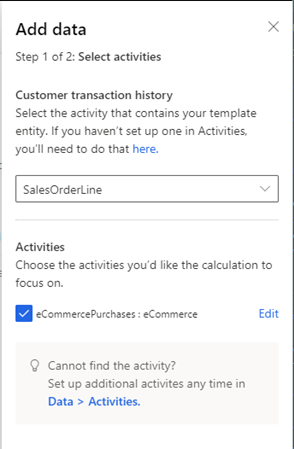 Add data
Step 1 of 2: Select activities
Customer transaction history
Select the activity that contains your template
entity. If you haven't set up one in Activities,
you'll need to do that here.
SalesOrderLine
Activities
Choose the activities you'd like the calculation to
focus on.
eCommercePurchases : eCommerce Edit
Cannot find the activity?
Set up additional activites any time in
Data > Activities.